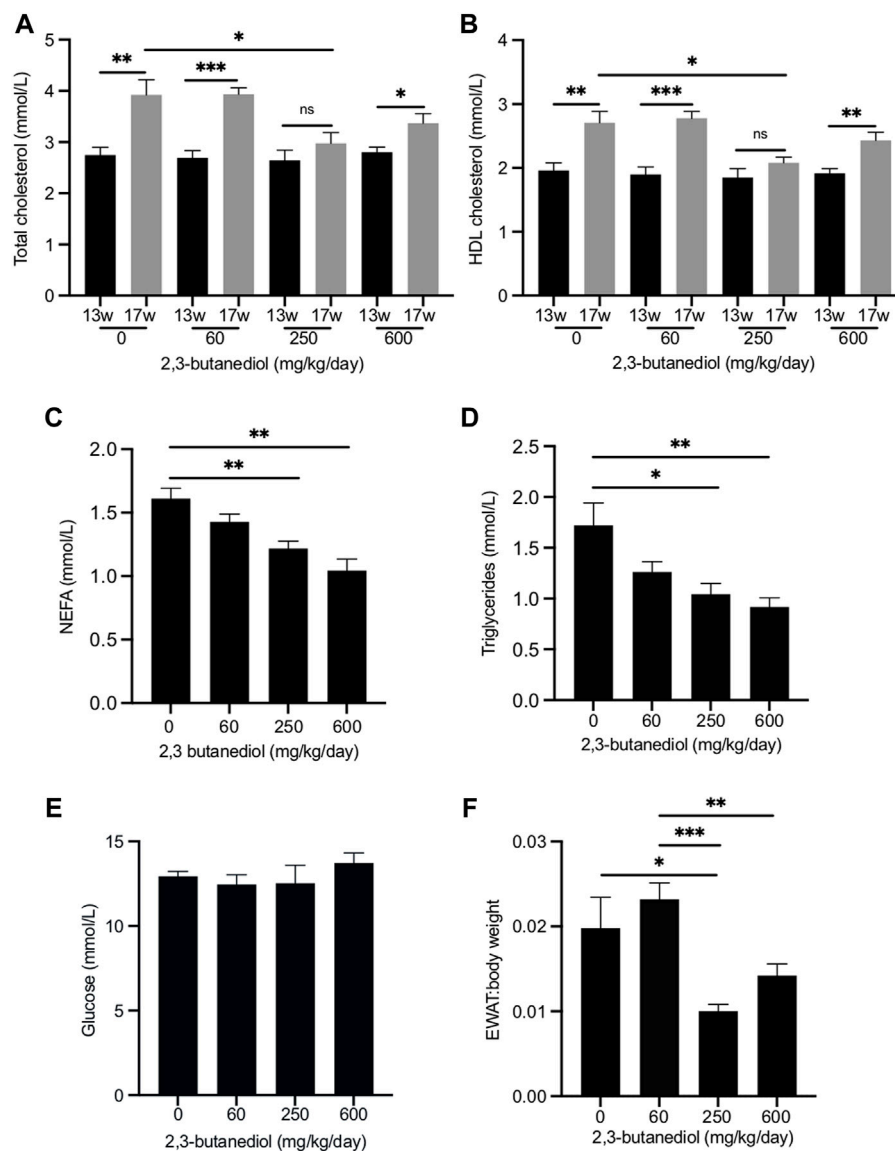 A
Total cholesterol (mmol/L)
5
4
3
2
1
0
**
***
*
ns
*
13w 17w 13w 17w 13w 17w 13w 17w
0 60 250 600
2,3-butanediol (mg/kg/day)
B
HDL cholesterol (mmol/L)
4
3
2
1
0
*
**
***
ns
**
13w 17w 13w 17w 13w 17w 13w 17w
0 60 250 600
2,3-butanediol (mg/kg/day)
C
NEFA (mmol/L)
2.0
1.5
1.0
0.5
0.0
**
**
0 60 250 600
2,3 butanediol (mg/kg/day)
D
Triglycerides (mmol/L)
2.5
2.0
1.5
1.0
0.5
0.0
**
*
0 60 250 600
2,3-butanediol (mg/kg/day)
E
Glucose (mmol/L)
15
10
5
0
0 60 250 600
2,3-butanediol (mg/kg/day)
F
EWAT:body weight
0.03
0.02
0.01
0.00
**
***
*
0 60 250 600
2,3-butanediol (mg/kg/day)